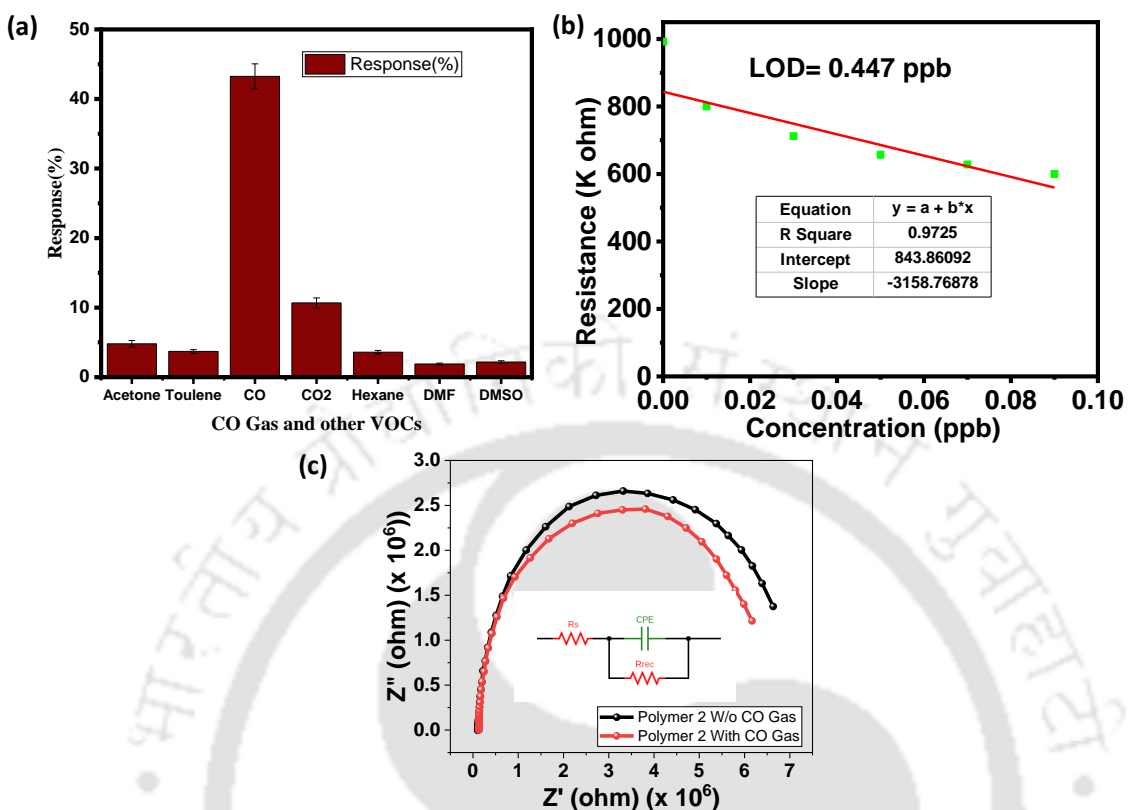 (a)
50
40
30
20
10
0
Response(%)
Response(%)
Acetone Toulene CO CO2 Hexane DMF DMSO
CO Gas and other VOCs
(b)
1000
800
600
400
200
0
Resistance (K ohm)
LOD= 0.447 ppb
Equation y = a + b*x
R Square 0.9725
Intercept 843.86092
Slope -3158.76878
0.00 0.02 0.04 0.06 0.08 0.10
Concentration (ppb)
(c)
3.0
2.5
2.0
1.5
1.0
0.5
0.0
Z'' (ohm) (x 10⁶))
Rs
CPE
Rrec
Polymer 2 W/o CO Gas
Polymer 2 With CO Gas
0 1 2 3 4 5 6 7
Z' (ohm) (x 10⁶)
भारतीय प्रौद्योगिकी संस्थान गुवाहाटी